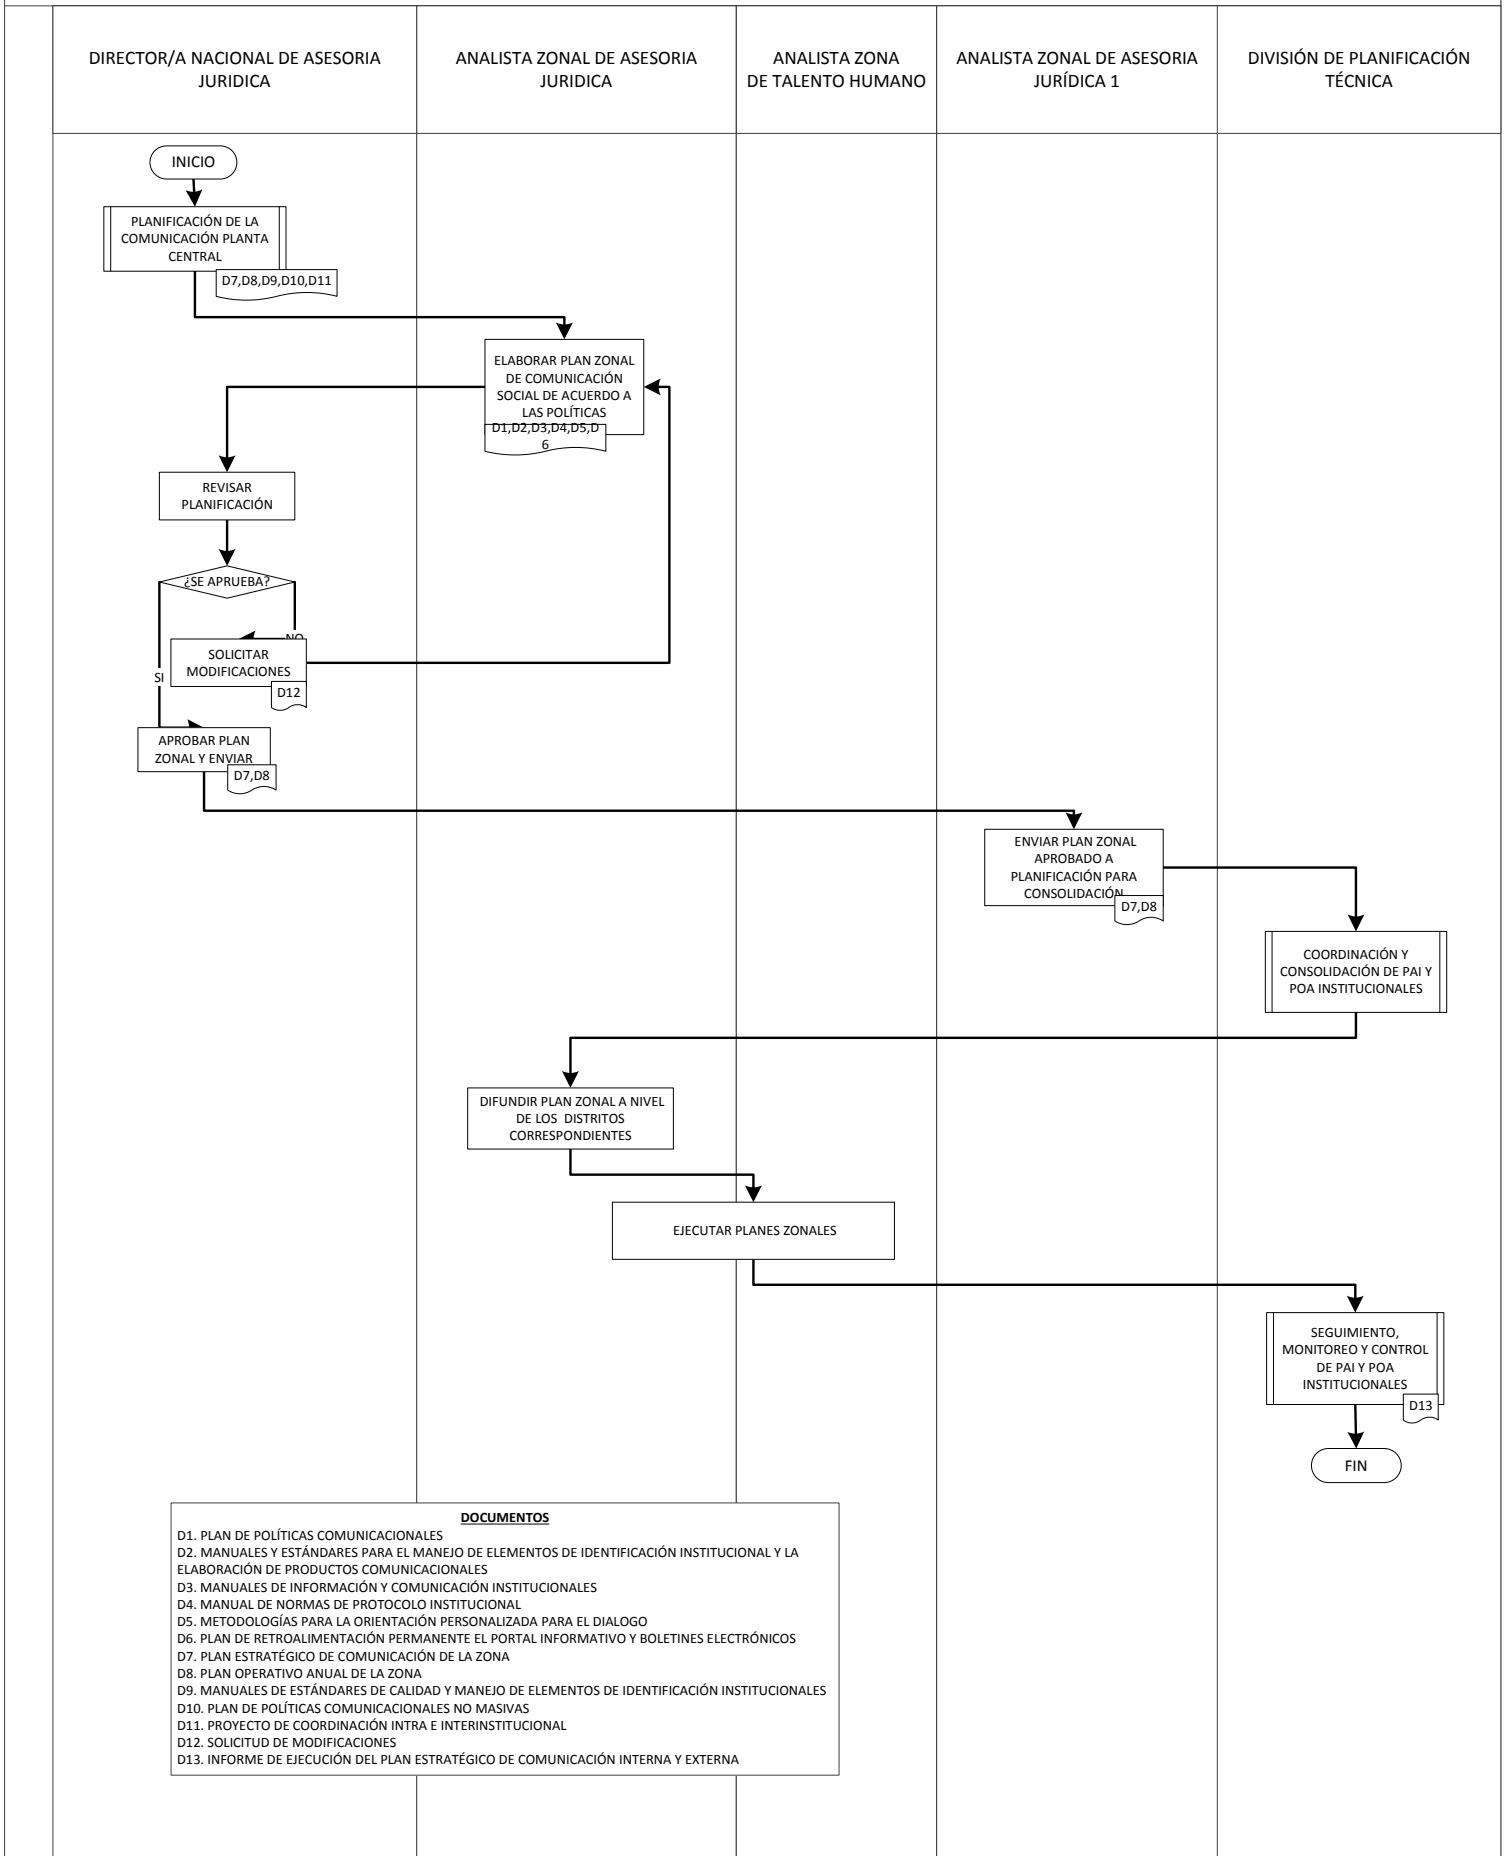 DIRECTOR/A NACIONAL DE ASESORIA
JURIDICA
ANALISTA ZONAL DE ASESORIA
JURIDICA
ANALISTA ZONA
DE TALENTO HUMANO
ANALISTA ZONAL DE ASESORIA
JURÍDICA 1
DIVISIÓN DE PLANIFICACIÓN
TÉCNICA
INICIO
PLANIFICACIÓN DE LA
COMUNICACIÓN PLANTA
CENTRAL
D7,D8,D9,D10,D11
ELABORAR PLAN ZONAL
DE COMUNICACIÓN
SOCIAL DE ACUERDO A
LAS POLÍTICAS
D1,D2,D3,D4,D5,D
6
REVISAR
PLANIFICACIÓN
¿SE APRUEBA?
NO
SOLICITAR
MODIFICACIONES
SI
D12
APROBAR PLAN
ZONAL Y ENVIAR
D7,D8
ENVIAR PLAN ZONAL
APROBADO A
PLANIFICACIÓN PARA
CONSOLIDACIÓN
D7,D8
COORDINACIÓN Y
CONSOLIDACIÓN DE PAI Y
POA INSTITUCIONALES
DIFUNDIR PLAN ZONAL A NIVEL
DE LOS DISTRITOS
CORRESPONDIENTES
EJECUTAR PLANES ZONALES
SEGUIMIENTO,
MONITOREO Y CONTROL
DE PAI Y POA
INSTITUCIONALES
D13
FIN
DOCUMENTOS
D1. PLAN DE POLÍTICAS COMUNICACIONALES
D2. MANUALES Y ESTÁNDARES PARA EL MANEJO DE ELEMENTOS DE IDENTIFICACIÓN INSTITUCIONAL Y LA
ELABORACIÓN DE PRODUCTOS COMUNICACIONALES
D3. MANUALES DE INFORMACIÓN Y COMUNICACIÓN INSTITUCIONALES
D4. MANUAL DE NORMAS DE PROTOCOLO INSTITUCIONAL
D5. METODOLOGÍAS PARA LA ORIENTACIÓN PERSONALIZADA PARA EL DIALOGO
D6. PLAN DE RETROALIMENTACIÓN PERMANENTE EL PORTAL INFORMATIVO Y BOLETINES ELECTRÓNICOS
D7. PLAN ESTRATÉGICO DE COMUNICACIÓN DE LA ZONA
D8. PLAN OPERATIVO ANUAL DE LA ZONA
D9. MANUALES DE ESTÁNDARES DE CALIDAD Y MANEJO DE ELEMENTOS DE IDENTIFICACIÓN INSTITUCIONALES
D10. PLAN DE POLÍTICAS COMUNICACIONALES NO MASIVAS
D11. PROYECTO DE COORDINACIÓN INTRA E INTERINSTITUCIONAL
D12. SOLICITUD DE MODIFICACIONES
D13. INFORME DE EJECUCIÓN DEL PLAN ESTRATÉGICO DE COMUNICACIÓN INTERNA Y EXTERNA